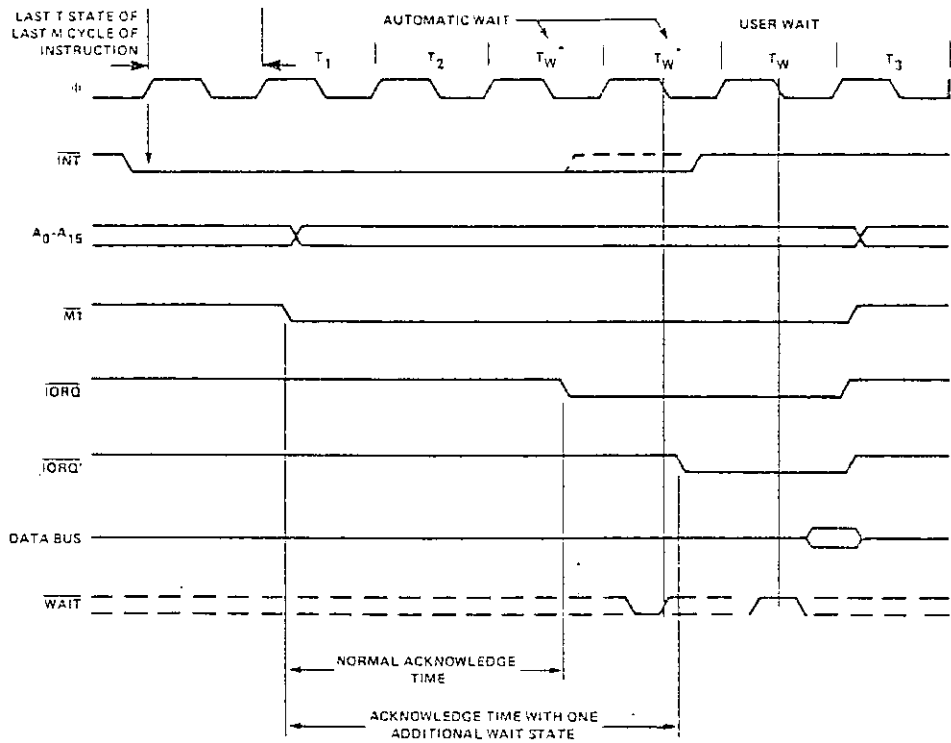 LAST T STATE OF
LAST M CYCLE OF
INSTRUCTION
AUTOMATIC WAIT
USER WAIT
T1 T2 TW* TW* TW T3
Φ
INT
A0-A15
M1
IORQ
IORQ'
DATA BUS
WAIT
NORMAL ACKNOWLEDGE
TIME
ACKNOWLEDGE TIME WITH ONE
ADDITIONAL WAIT STATE